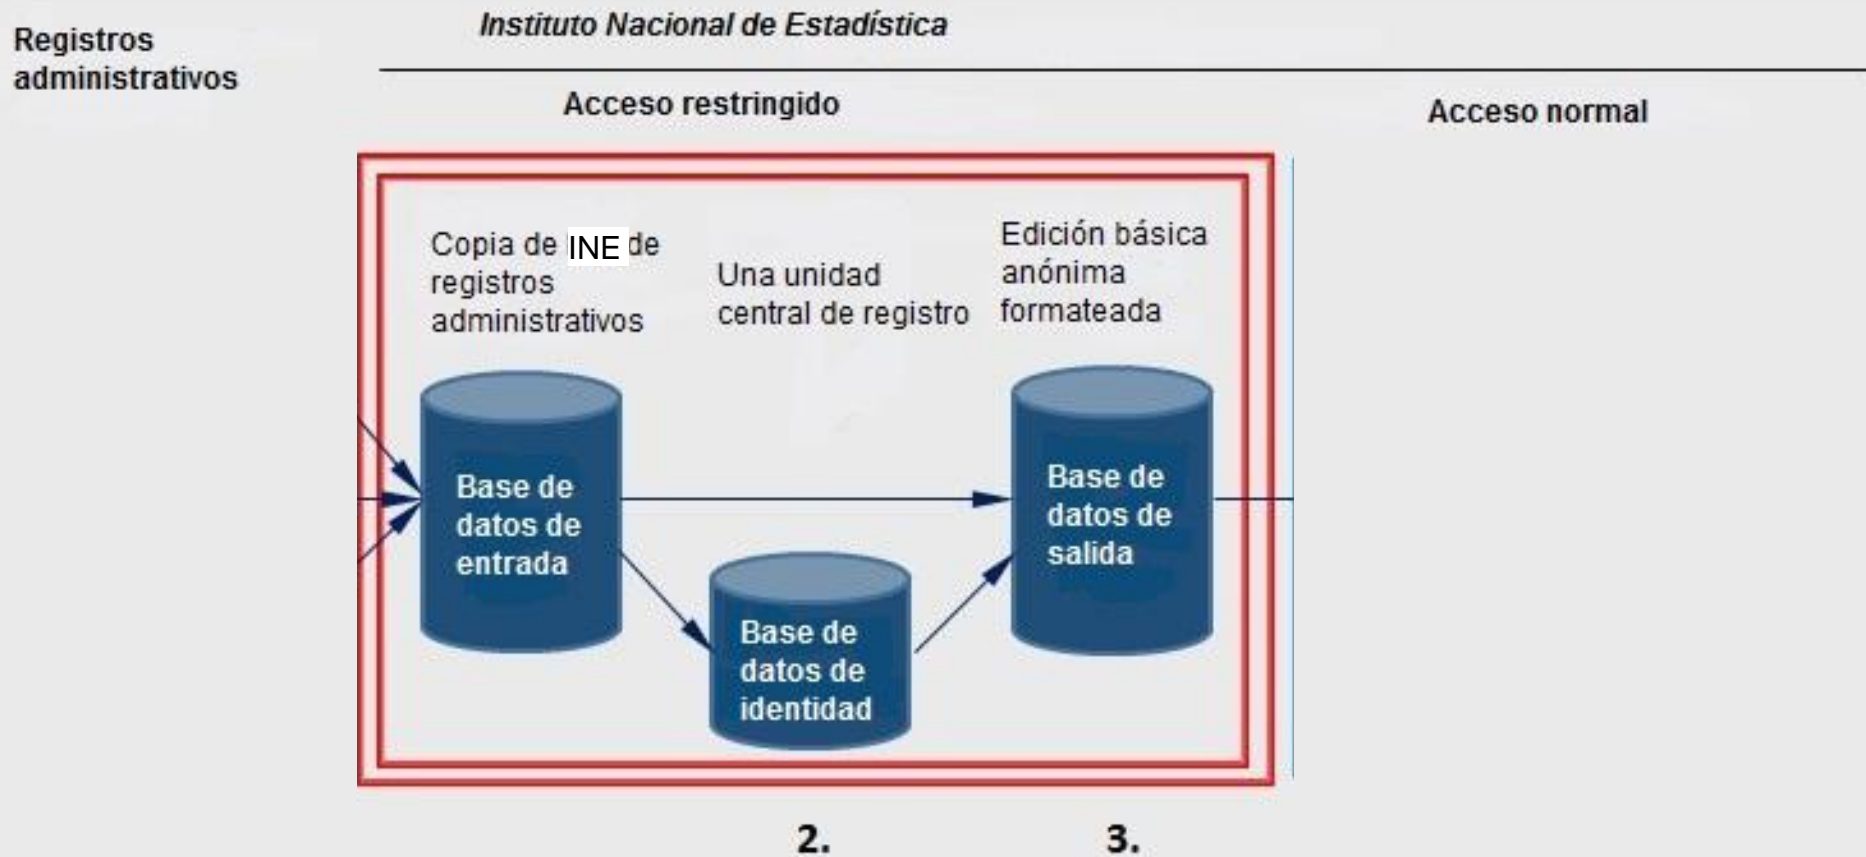 Registros
administrativos
Instituto Nacional de Estadística
Acceso restringido
Acceso normal
Copia de INE de
registros
administrativos
Una unidad
central de registro
Edición básica
anónima
formateada
Base de
datos de
entrada
Base de
datos de
identidad
Base de
datos de
salida
2.
3.